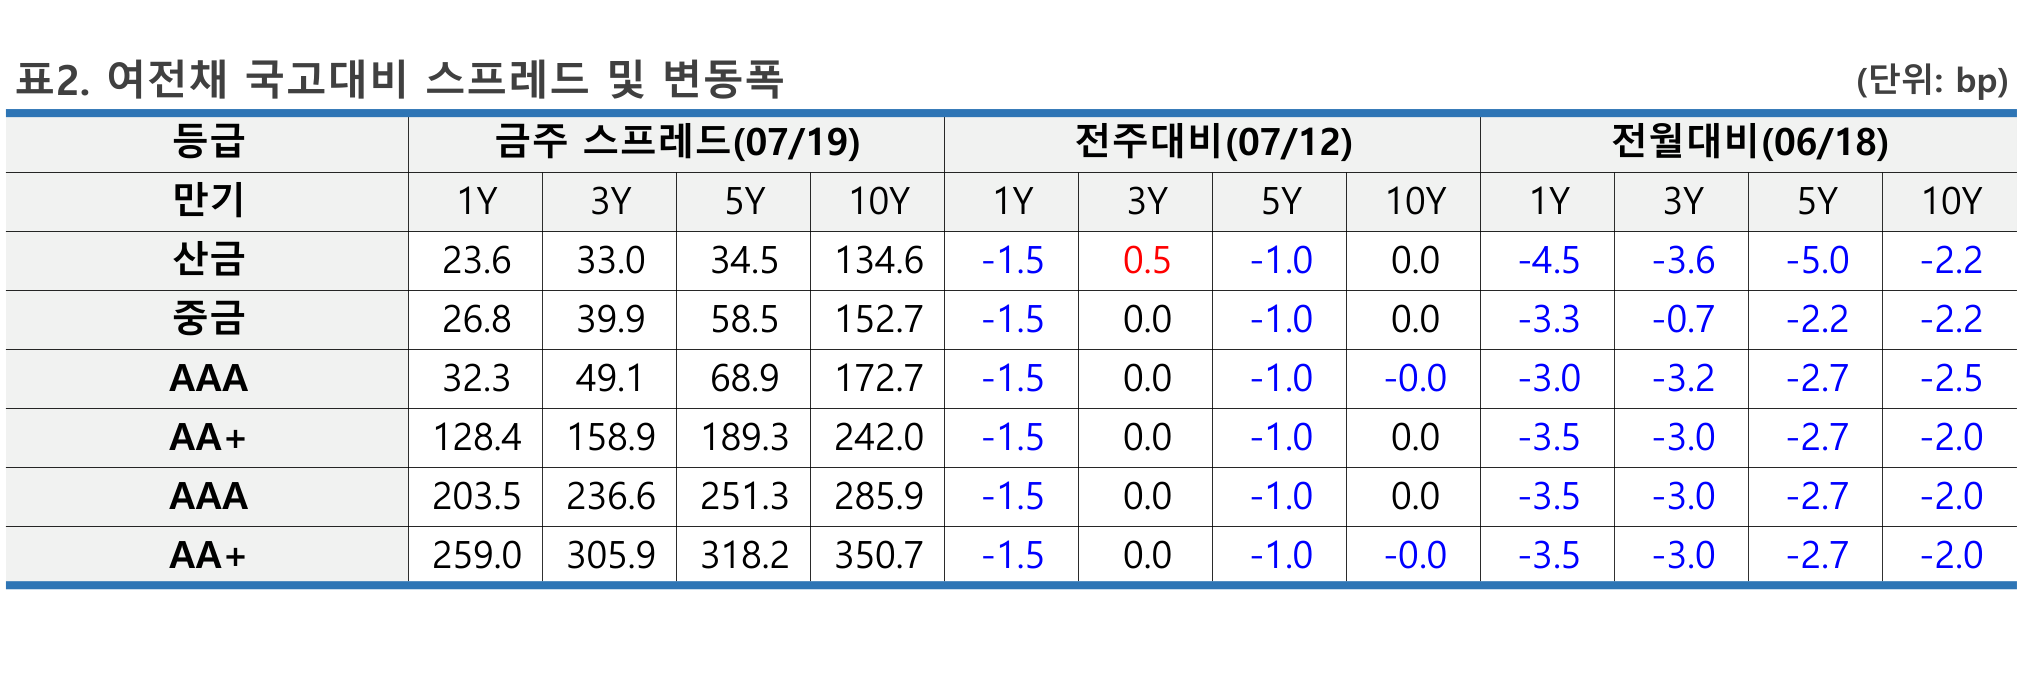 표2. 여전채 국고대비 스프레드 및 변동폭 (단위: bp)
등급 금주 스프레드(07/19) 전주대비(07/12) 전월대비(06/18)
만기 1Y 3Y 5Y 10Y 1Y 3Y 5Y 10Y 1Y 3Y 5Y 10Y
산금 23.6 33.0 34.5 134.6 -1.5 0.5 -1.0 0.0 -4.5 -3.6 -5.0 -2.2
중금 26.8 39.9 58.5 152.7 -1.5 0.0 -1.0 0.0 -3.3 -0.7 -2.2 -2.2
AAA 32.3 49.1 68.9 172.7 -1.5 0.0 -1.0 -0.0 -3.0 -3.2 -2.7 -2.5
AA+ 128.4 158.9 189.3 242.0 -1.5 0.0 -1.0 0.0 -3.5 -3.0 -2.7 -2.0
AAA 203.5 236.6 251.3 285.9 -1.5 0.0 -1.0 0.0 -3.5 -3.0 -2.7 -2.0
AA+ 259.0 305.9 318.2 350.7 -1.5 0.0 -1.0 -0.0 -3.5 -3.0 -2.7 -2.0